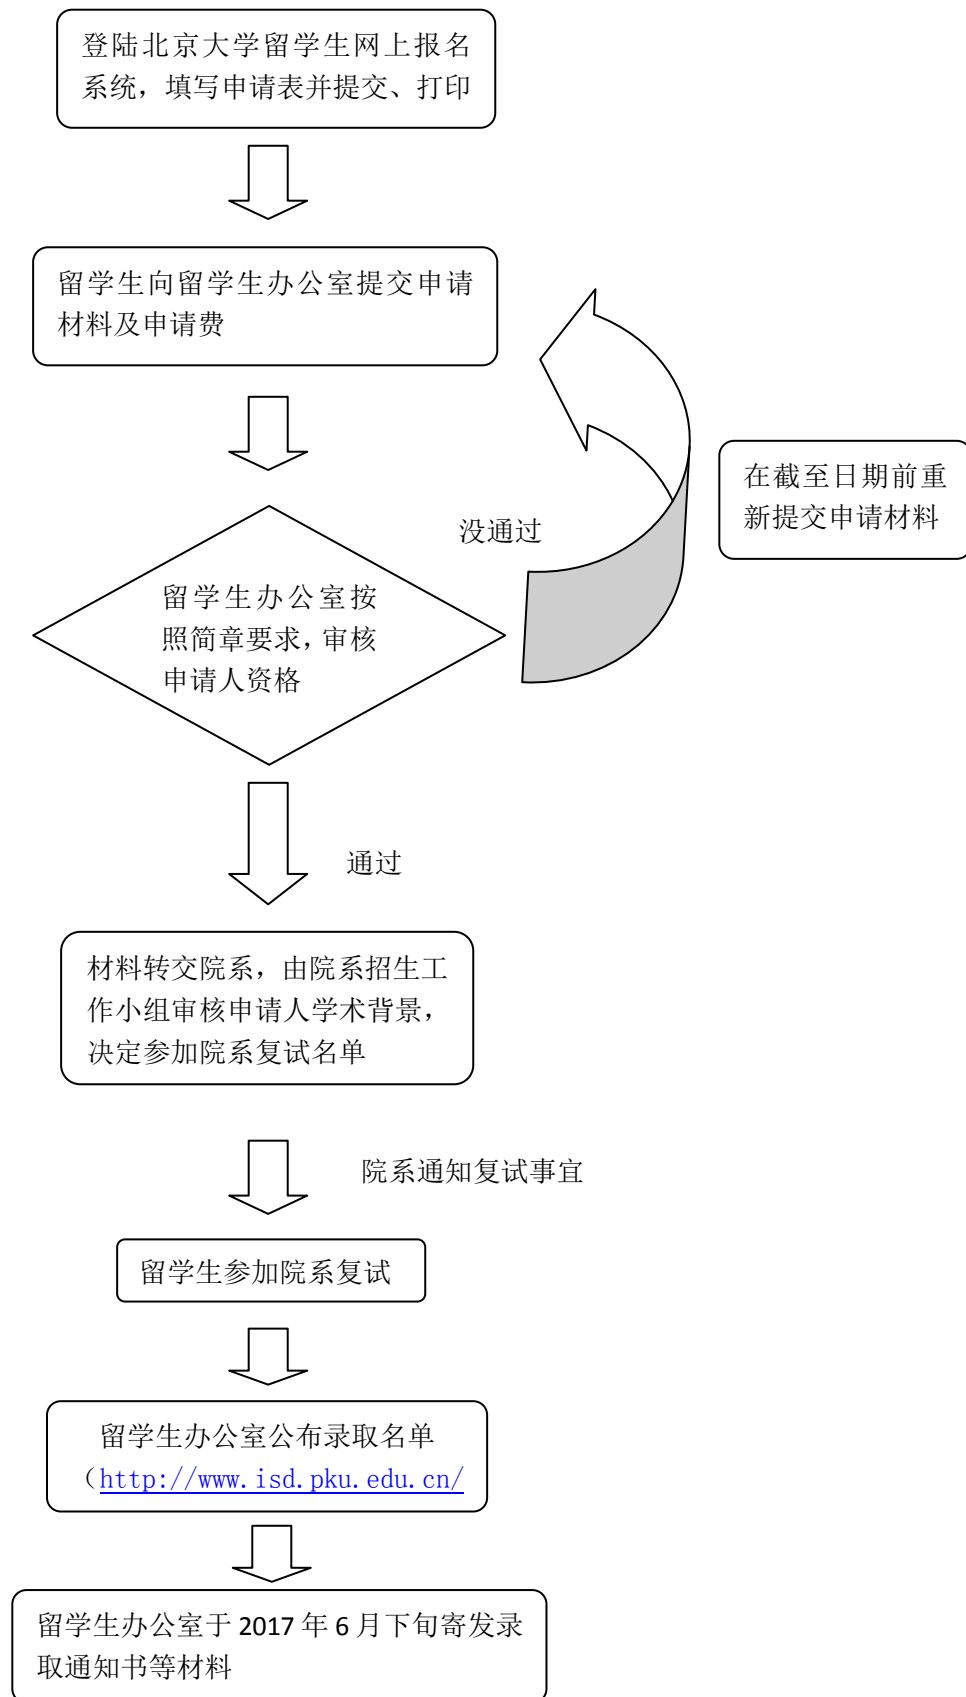 登陆北京大学留学生网上报名
系统，填写申请表并提交、打印
留学生向留学生办公室提交申请
材料及申请费
在截至日期前重
新提交申请材料
没通过
留学生办公室按
照简章要求，审核
申请人资格
通过
材料转交院系，由院系招生工
作小组审核申请人学术背景，
决定参加院系复试名单
院系通知复试事宜
留学生参加院系复试
留学生办公室公布录取名单
（http://www.isd.pku.edu.cn/
留学生办公室于 2017 年 6 月下旬寄发录
取通知书等材料